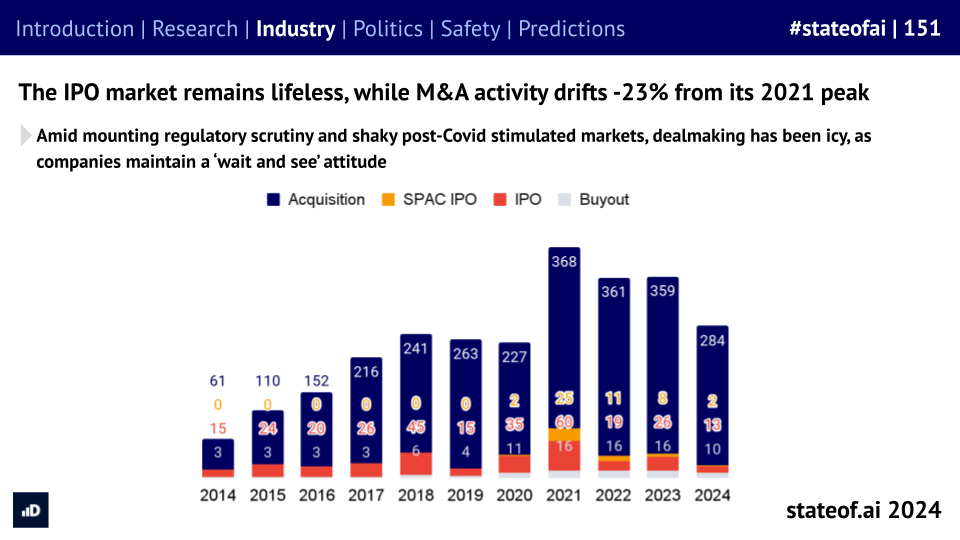 Introduction | Research | Industry | Politics | Safety | Predictions
#stateofai | 151
The IPO market remains lifeless, while M&A activity drifts -23% from its 2021 peak
Amid mounting regulatory scrutiny and shaky post-Covid stimulated markets, dealmaking has been icy, as
companies maintain a ‘wait and see’ attitude
Acquisition SPAC IPO IPO Buyout
61 110 152 216 241 263 227 368 361 359 284
0 0 0 0 0 0 2 25 11 8 2
15 24 20 26 45 15 35 60 19 26 13
3 3 3 3 6 4 11 16 16 16 10
2014 2015 2016 2017 2018 2019 2020 2021 2022 2023 2024
ıılD
stateof.ai 2024